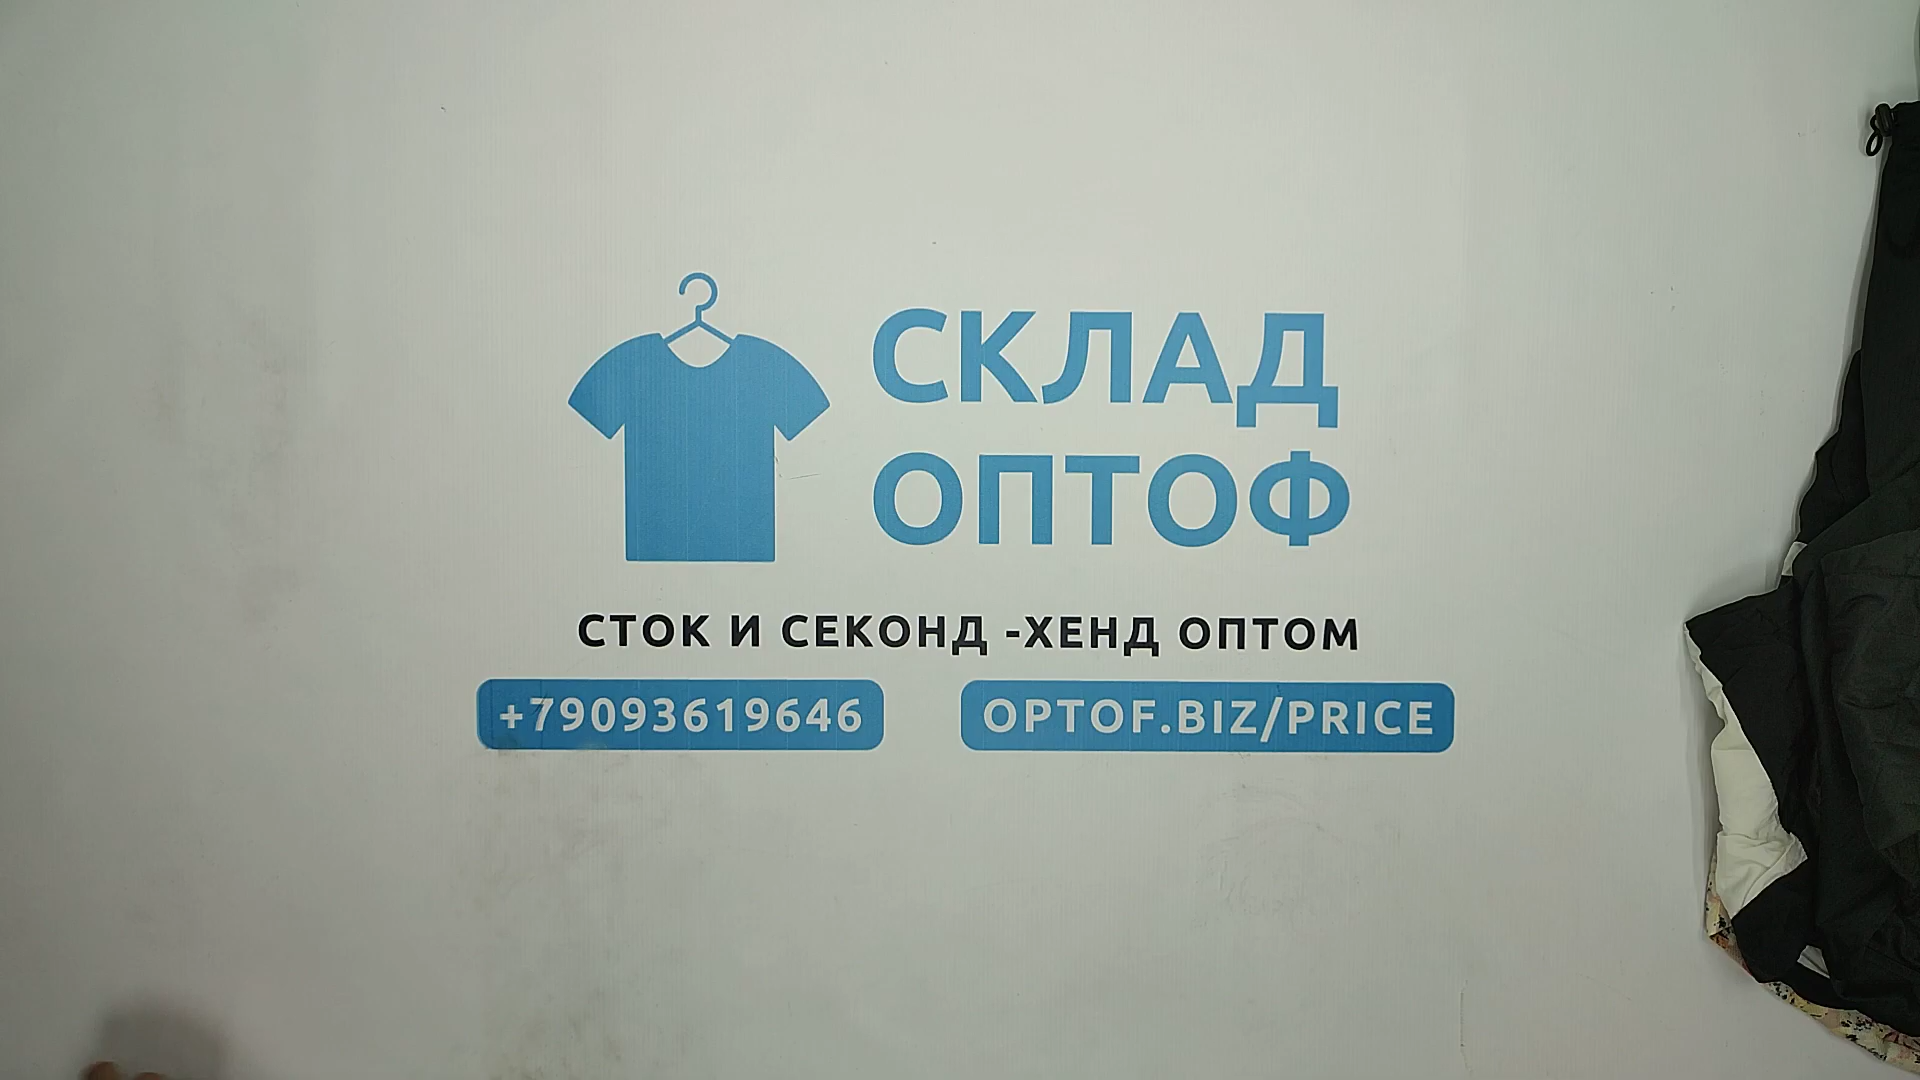 СКЛАД
ОПТОФ
СТОК И СЕКОНД -ХЕНД ОПТОМ
+79093619646
OPTOF.BIZ/PRICE